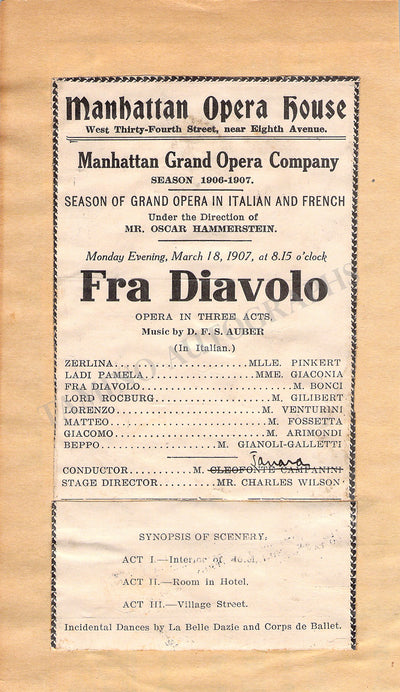 Manhattan Opera House
West Thirty-Fourth Street, near Eighth Avenue.
Manhattan Grand Opera Company
SEASON 1906-1907.
SEASON OF GRAND OPERA IN ITALIAN AND FRENCH
Under the Direction of
MR. OSCAR HAMMERSTEIN.
Monday Evening, March 18, 1907, at 8.15 o'clock
Fra Diavolo
OPERA IN THREE ACTS.
Music by D. F. S. AUBER
(In Italian.)
ZERLINA MLLE. PINKERT
LADI PAMELA MME. GIACONIA
FRA DIAVOLO M. BONCI
LORD ROCBURG M. GILIBERT
LORENZO M. VENTURINI
MATTEO M. FOSSETTA
GIACOMO M. ARIMONDI
BEPPO M. GIANOLI-GALLETTI
Tanara
CONDUCTOR M. CLEOFONTE CAMPANINI
STAGE DIRECTOR MR. CHARLES WILSON
SYNOPSIS OF SCENERY:
ACT I.—Interior of Hotel.
ACT II.—Room in Hotel.
ACT III.—Village Street.
Incidental Dances by La Belle Dazie and Corps de Ballet.